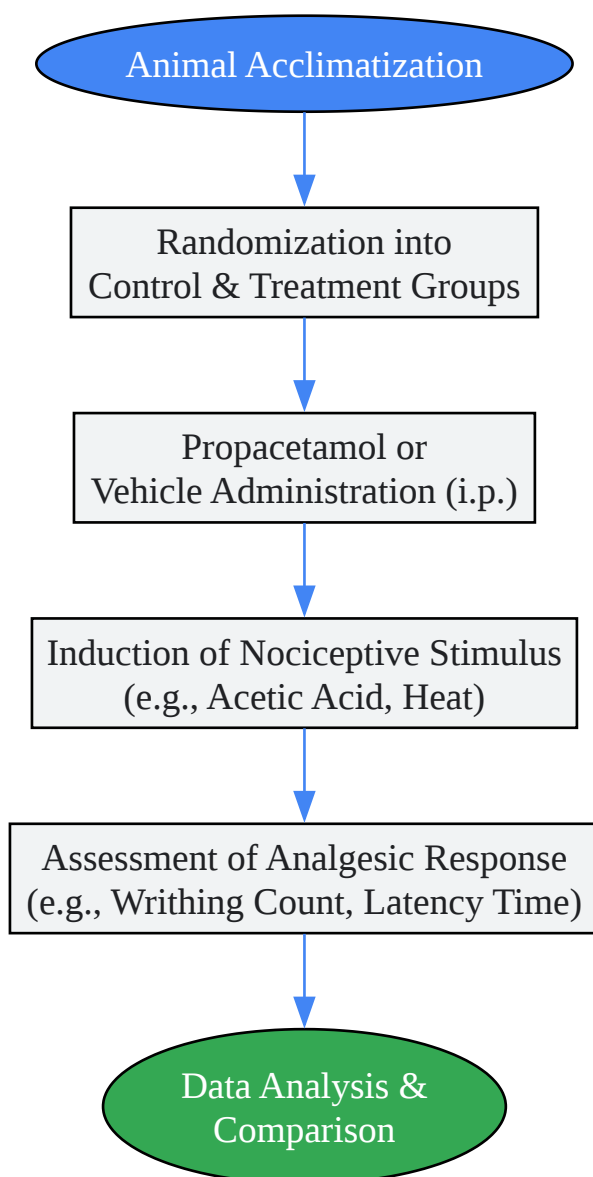 Animal Acclimatization
Randomization into
Control & Treatment Groups
Propacetamol or
Vehicle Administration (i.p.)
Induction of Nociceptive Stimulus
(e.g., Acetic Acid, Heat)
Assessment of Analgesic Response
(e.g., Writhing Count, Latency Time)
Data Analysis &
Comparison